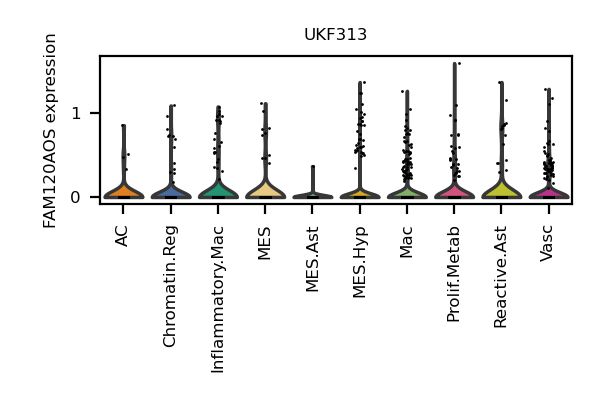 UKF313
FAM120AOS expression
1
0
AC
Chromatin.Reg
Inflammatory.Mac
MES
MES.Ast
MES.Hyp
Mac
Prolif.Metab
Reactive.Ast
Vasc